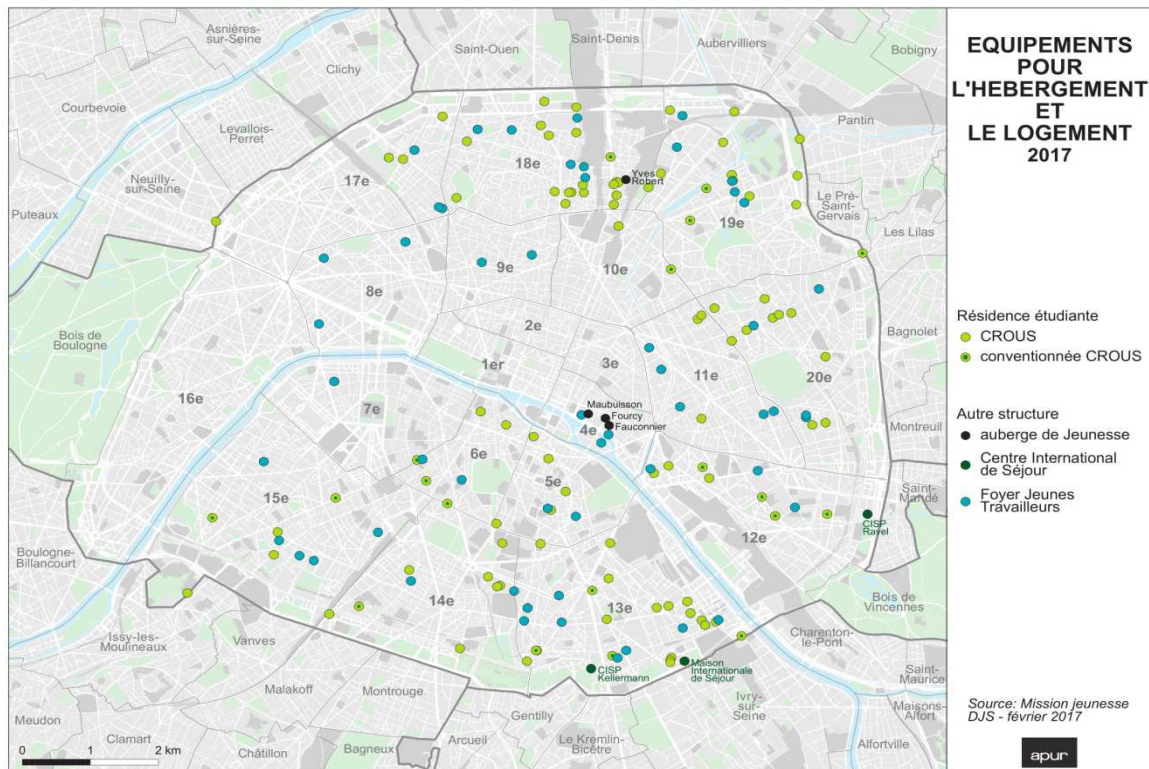 EQUIPEMENTS
POUR
L'HEBERGEMENT
ET
LE LOGEMENT
2017
Résidence étudiante
CROUS
conventionnée CROUS
Autre structure
auberge de Jeunesse
Centre International
de Séjour
Foyer Jeunes
Travailleurs
Source: Mission jeunesse
DJS - février 2017
apur
Asnières-
sur-Seine
Saint-Ouen
Saint-Denis
Aubervilliers
Bobigny
Clichy
Courbevoie
Levallois-
Perret
Pantin
Neuilly-
sur-Seine
Puteaux
Le Pré-
Saint-
Gervais
Les Lilas
Bagnolet
Bois de
Boulogne
Montreuil
Saint-
Mandé
Boulogne-
Billancourt
Bois de
Vincennes
Issy-les-
Moulineaux
Vanves
Charenton-
le-Pont
Saint-
Maurice
Malakoff
Montrouge
Ivry-
sur-
Seine
Maisons-
Alfort
Meudon
Clamart
Châtillon
Bagneux
Arcueil
Gentilly
Le Kremlin-
Bicêtre
Alfortville
17e
18e
19e
8e
9e
10e
2e
1er
3e
11e
20e
16e
7e
4e
6e
5e
15e
12e
14e
13e
Yves
Robert
Maubuisson
Fourcy
Fauconnier
CISP
Ravel
CISP
Kellermann
Maison
Internationale
de Séjour
0 1 2 km